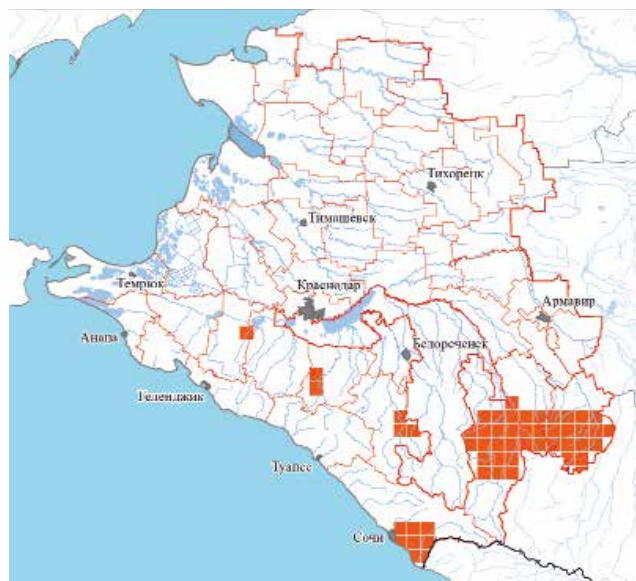 Тихорецк
Тимашевск
Темрюк
Краснодар
Армавир
Анапа
Белореченск
Геленджик
Туапсе
Сочи